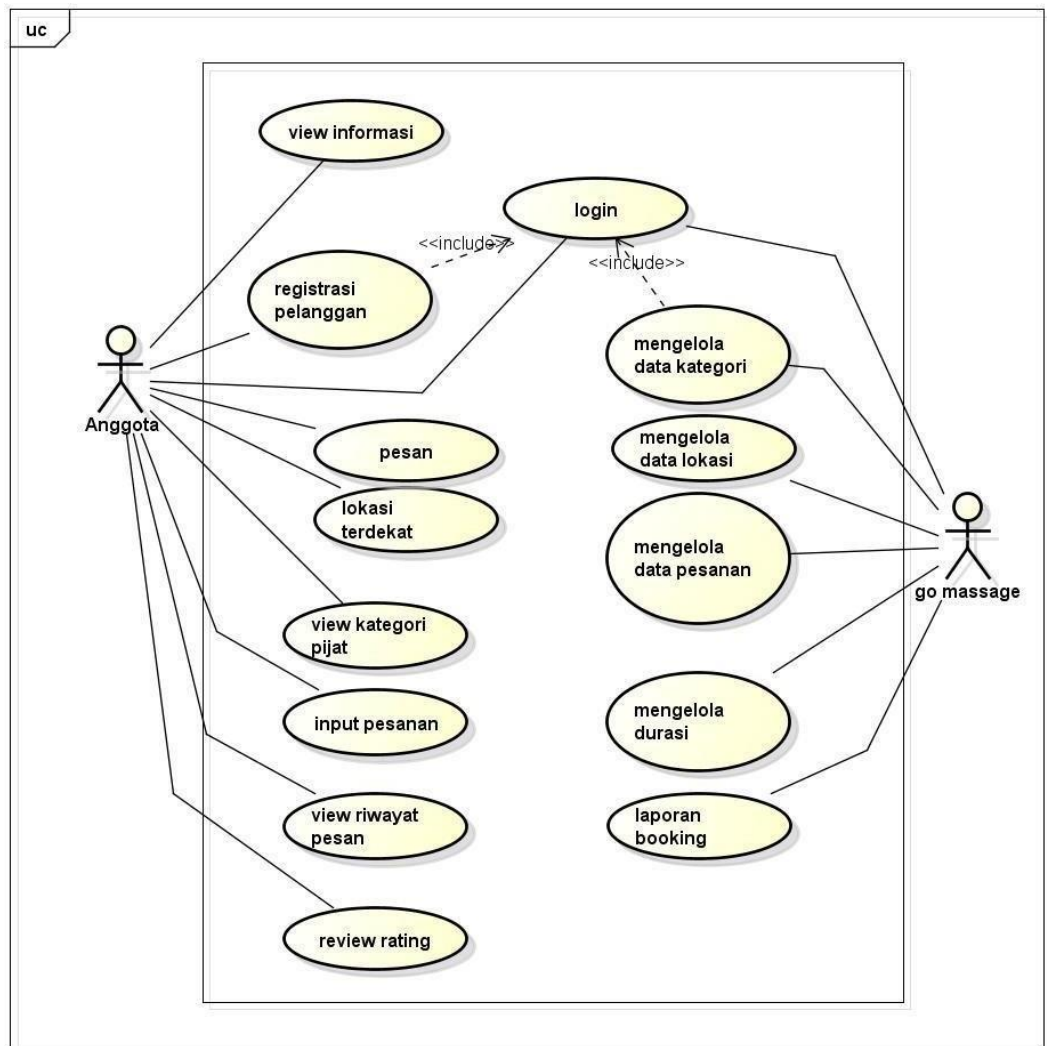 uc
view informasi
login
<<include>>
<<include>>
registrasi
pelanggan
mengelola
data kategori
Anggota
pesan
mengelola
data lokasi
lokasi
terdekat
mengelola
data pesanan
go massage
view kategori
pijat
input pesanan
mengelola
durasi
view riwayat
pesan
laporan
booking
review rating